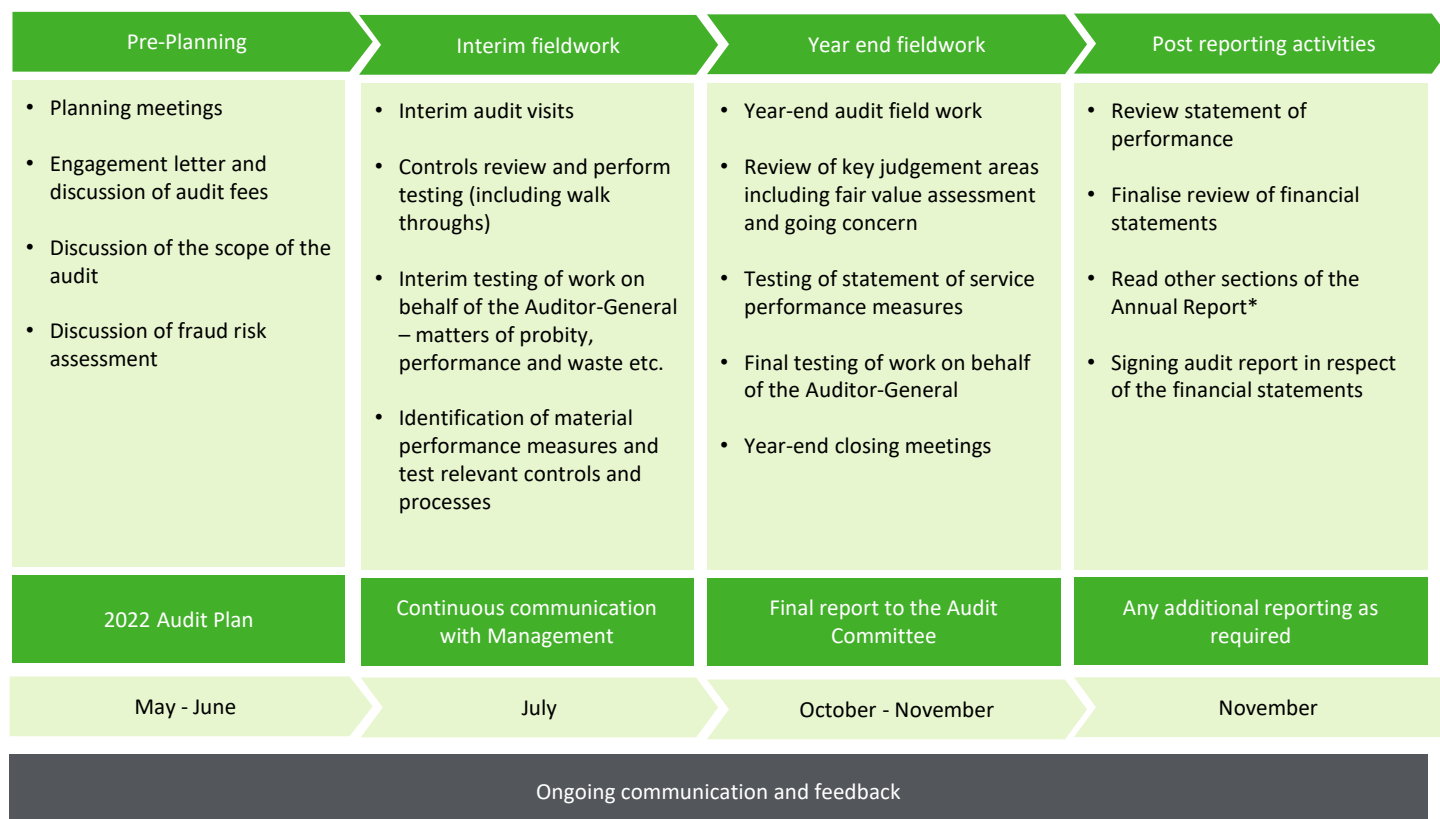 Pre-Planning
Interim fieldwork
Year end fieldwork
Post reporting activities
• Planning meetings
• Engagement letter and
discussion of audit fees
• Discussion of the scope of the
audit
• Discussion of fraud risk
assessment
• Interim audit visits
• Controls review and perform
testing (including walk
throughs)
• Interim testing of work on
behalf of the Auditor-General
– matters of probity,
performance and waste etc.
• Identification of material
performance measures and
test relevant controls and
processes
• Year-end audit field work
• Review of key judgement areas
including fair value assessment
and going concern
• Testing of statement of service
performance measures
• Final testing of work on behalf
of the Auditor-General
• Year-end closing meetings
• Review statement of
performance
• Finalise review of financial
statements
• Read other sections of the
Annual Report*
• Signing audit report in respect
of the financial statements
2022 Audit Plan
Continuous communication
with Management
Final report to the Audit
Committee
Any additional reporting as
required
May - June
July
October - November
November
Ongoing communication and feedback